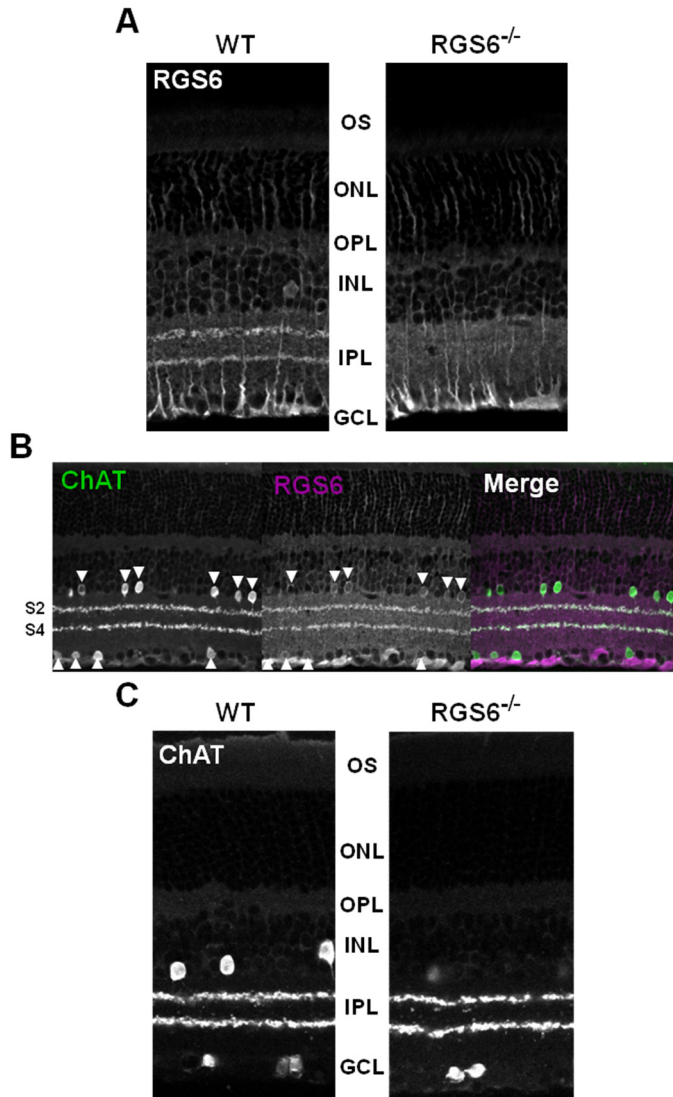 A
WT
RGS6-/-
RGS6
OS
ONL
OPL
INL
IPL
GCL
B
ChAT
RGS6
Merge
S2
S4
C
WT
RGS6-/-
ChAT
OS
ONL
OPL
INL
IPL
GCL